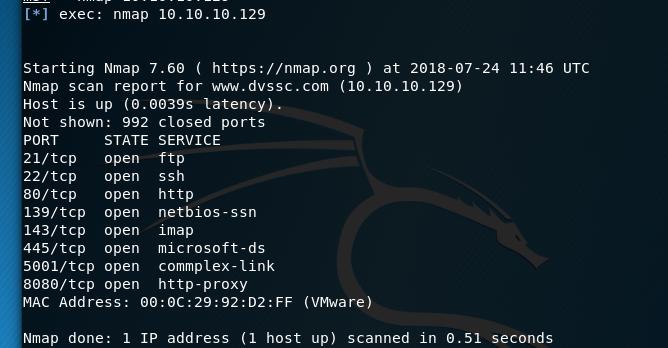 [*] exec: nmap 10.10.10.129
Starting Nmap 7.60 ( https://nmap.org ) at 2018-07-24 11:46 UTC
Nmap scan report for www.dvssc.com (10.10.10.129)
Host is up (0.0039s latency).
Not shown: 992 closed ports
PORT     STATE SERVICE
21/tcp   open  ftp
22/tcp   open  ssh
80/tcp   open  http
139/tcp  open  netbios-ssn
143/tcp  open  imap
445/tcp  open  microsoft-ds
5001/tcp open  commplex-link
8080/tcp open  http-proxy
MAC Address: 00:0C:29:92:D2:FF (VMware)
Nmap done: 1 IP address (1 host up) scanned in 0.51 seconds